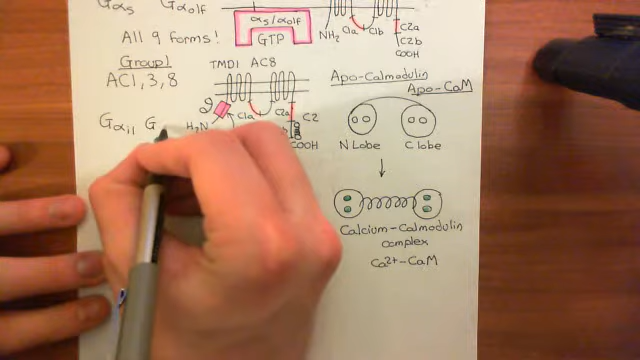 Gαs Gαolf
All 9 forms!
αs/αolf
GTP
NH2 C1a C1b C2a
C2b
COOH
Group 1
AC1, 3, 8
TMD1 AC8
C1a C2a C2
H2N
COOH
Gαi1 G
Apo-Calmodulin
Apo-CaM
N Lobe C lobe
Calcium-Calmodulin
complex
Ca2+-CaM